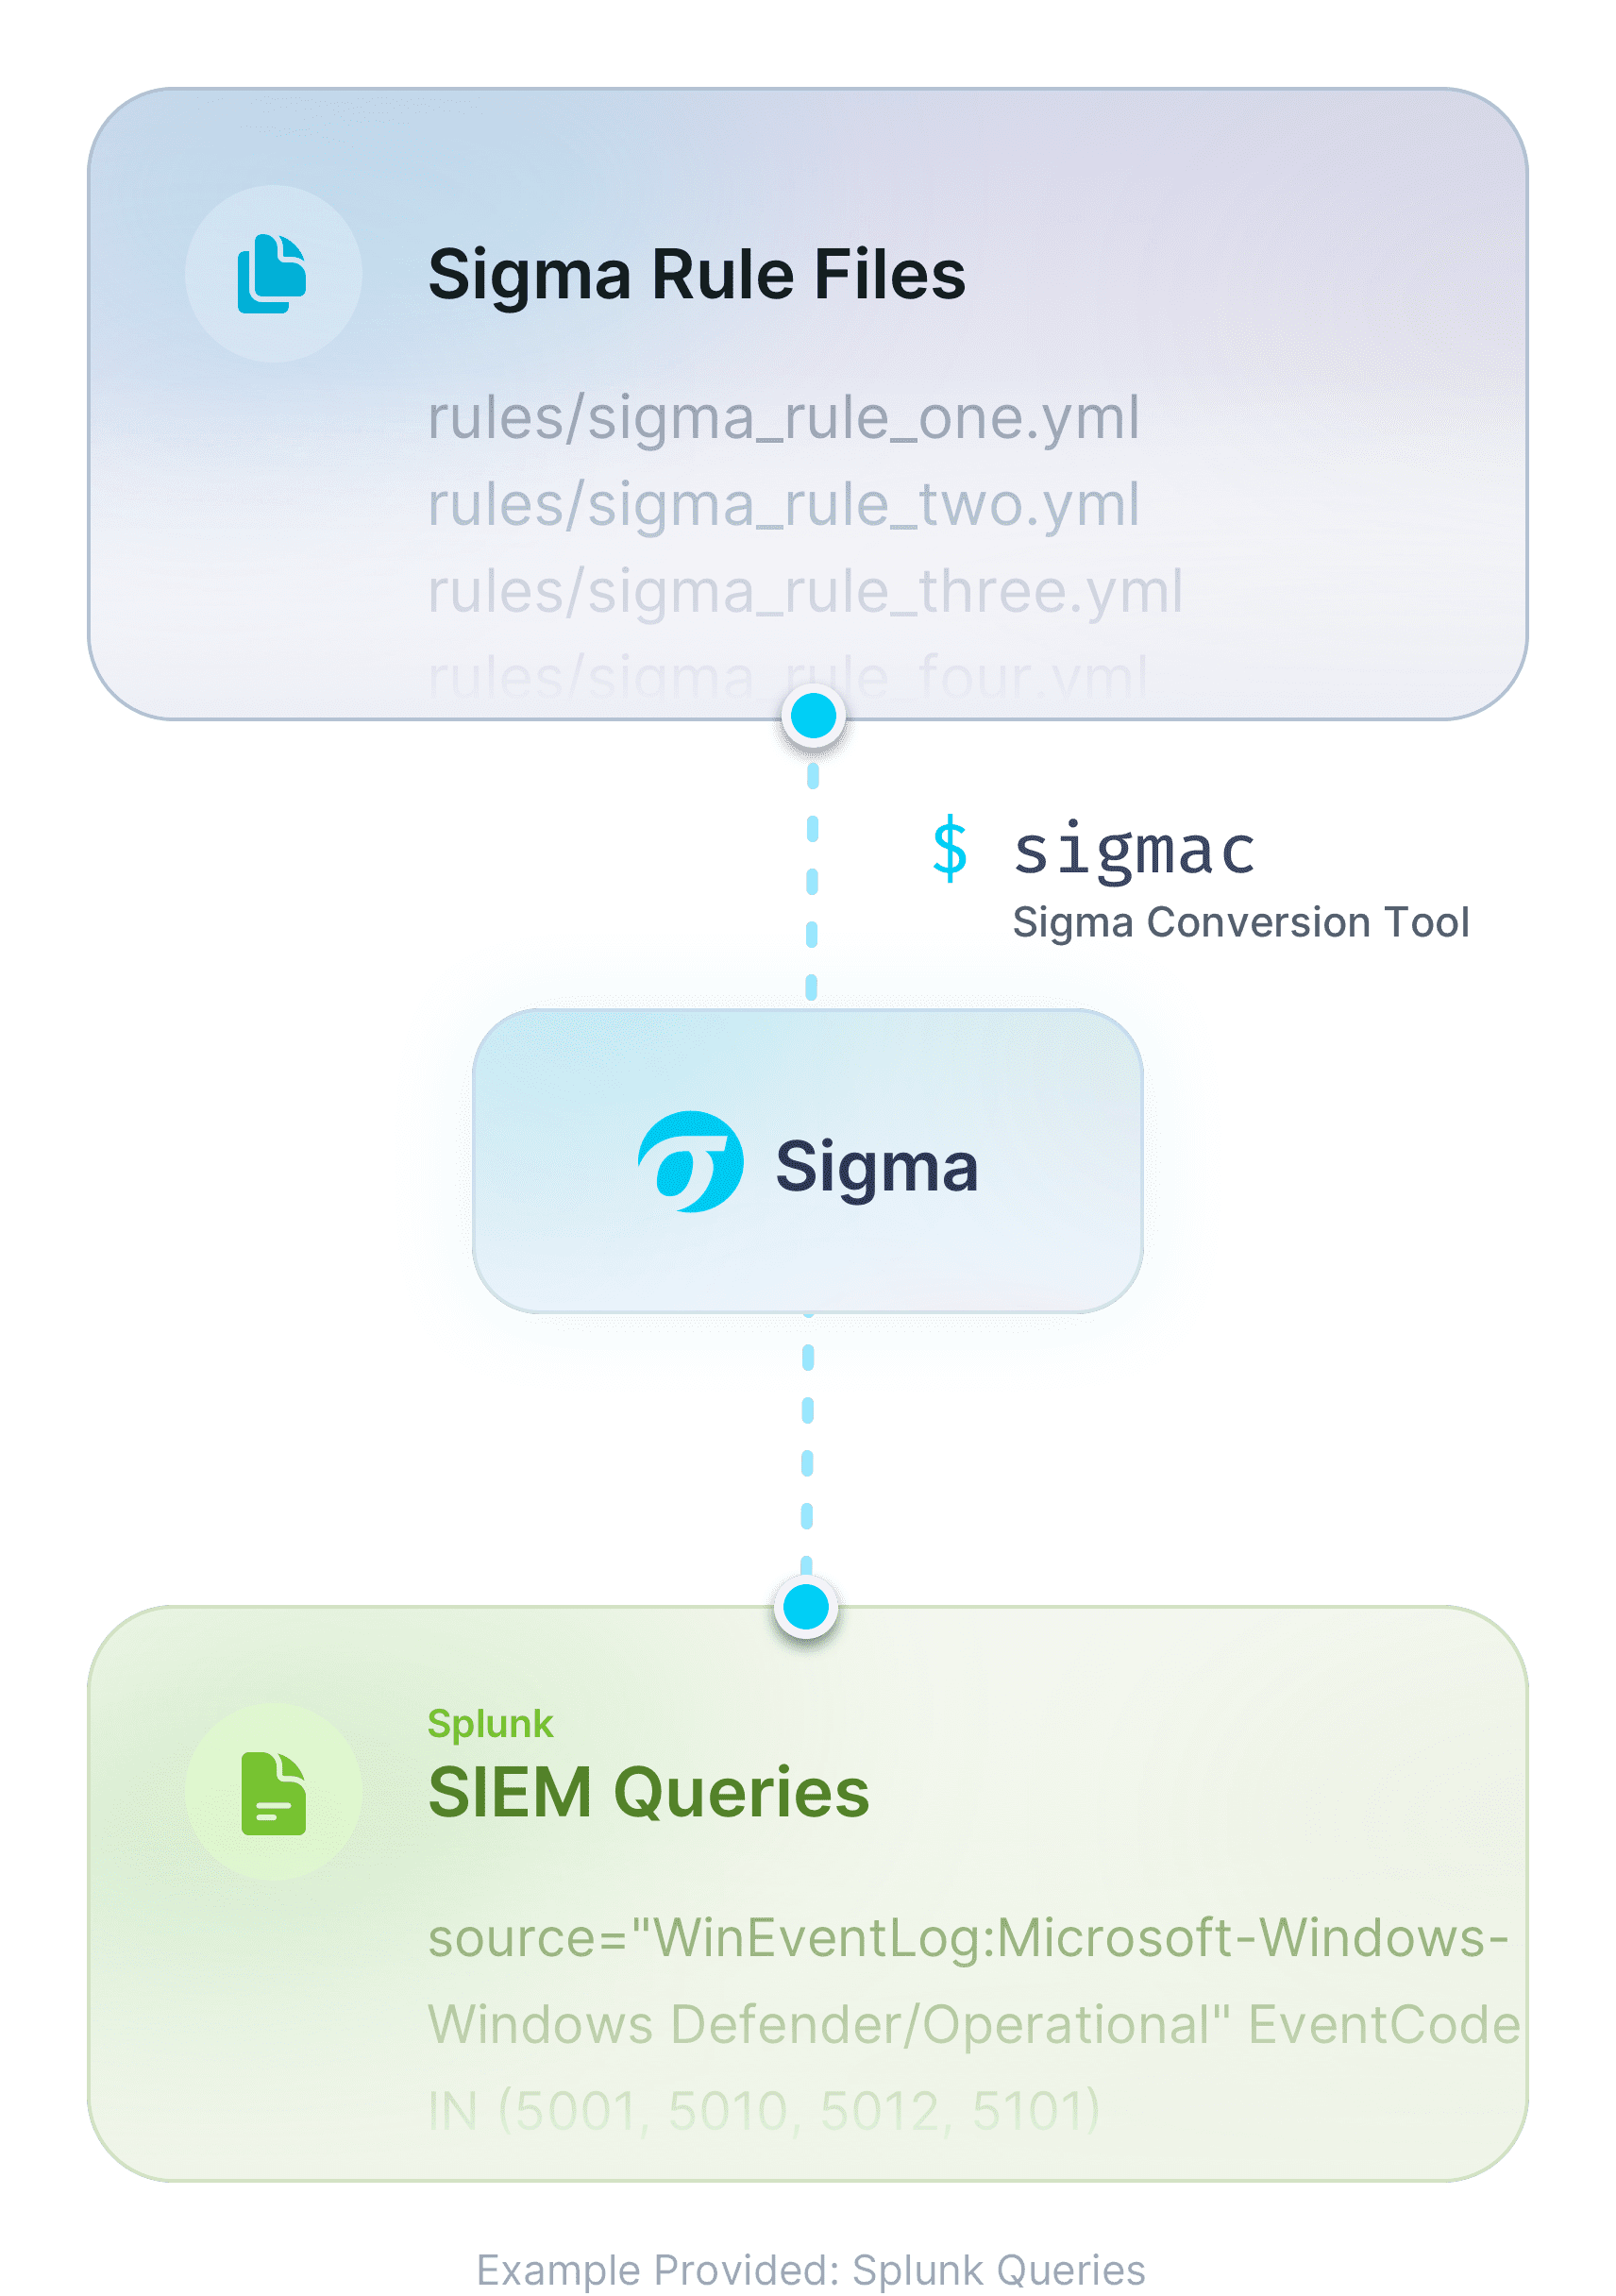 Sigma Rule Files
rules/sigma_rule_one.yml
rules/sigma_rule_two.yml
rules/sigma_rule_three.yml
rules/sigma_rule_four.yml
$ sigmac
Sigma Conversion Tool
Sigma
Splunk
SIEM Queries
source="WinEventLog:Microsoft-Windows-
Windows Defender/Operational" EventCode
IN (5001, 5010, 5012, 5101)
Example Provided: Splunk Queries